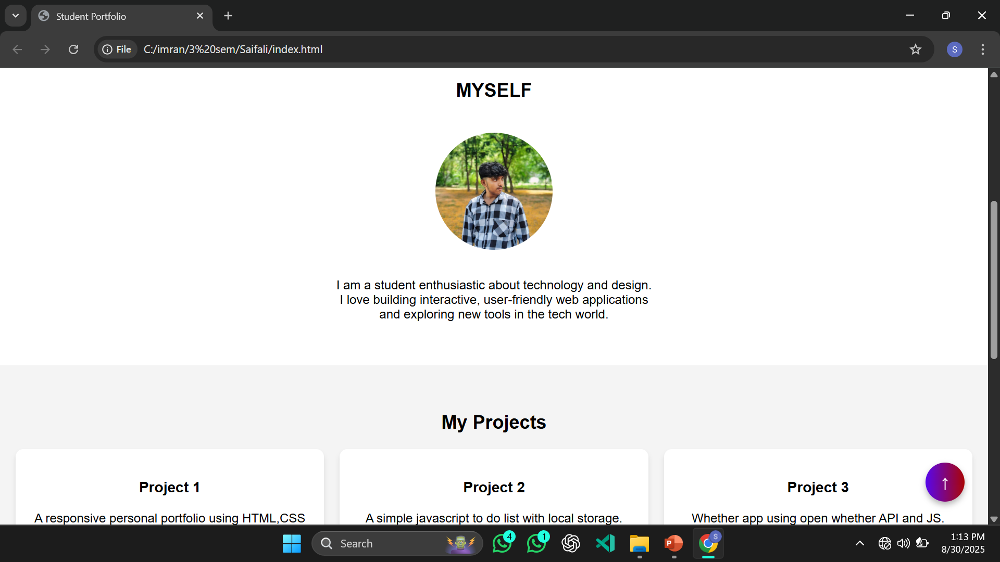 Student Portfolio
File
C:/imran/3%20sem/Saifali/index.html
S
MYSELF
I am a student enthusiastic about technology and design.
I love building interactive, user-friendly web applications
and exploring new tools in the tech world.
My Projects
Project 1
A responsive personal portfolio using HTML,CSS
Project 2
A simple javascript to do list with local storage.
Project 3
Whether app using open whether API and JS.
↑
Search
4
1
P
S
1:13 PM
8/30/2025